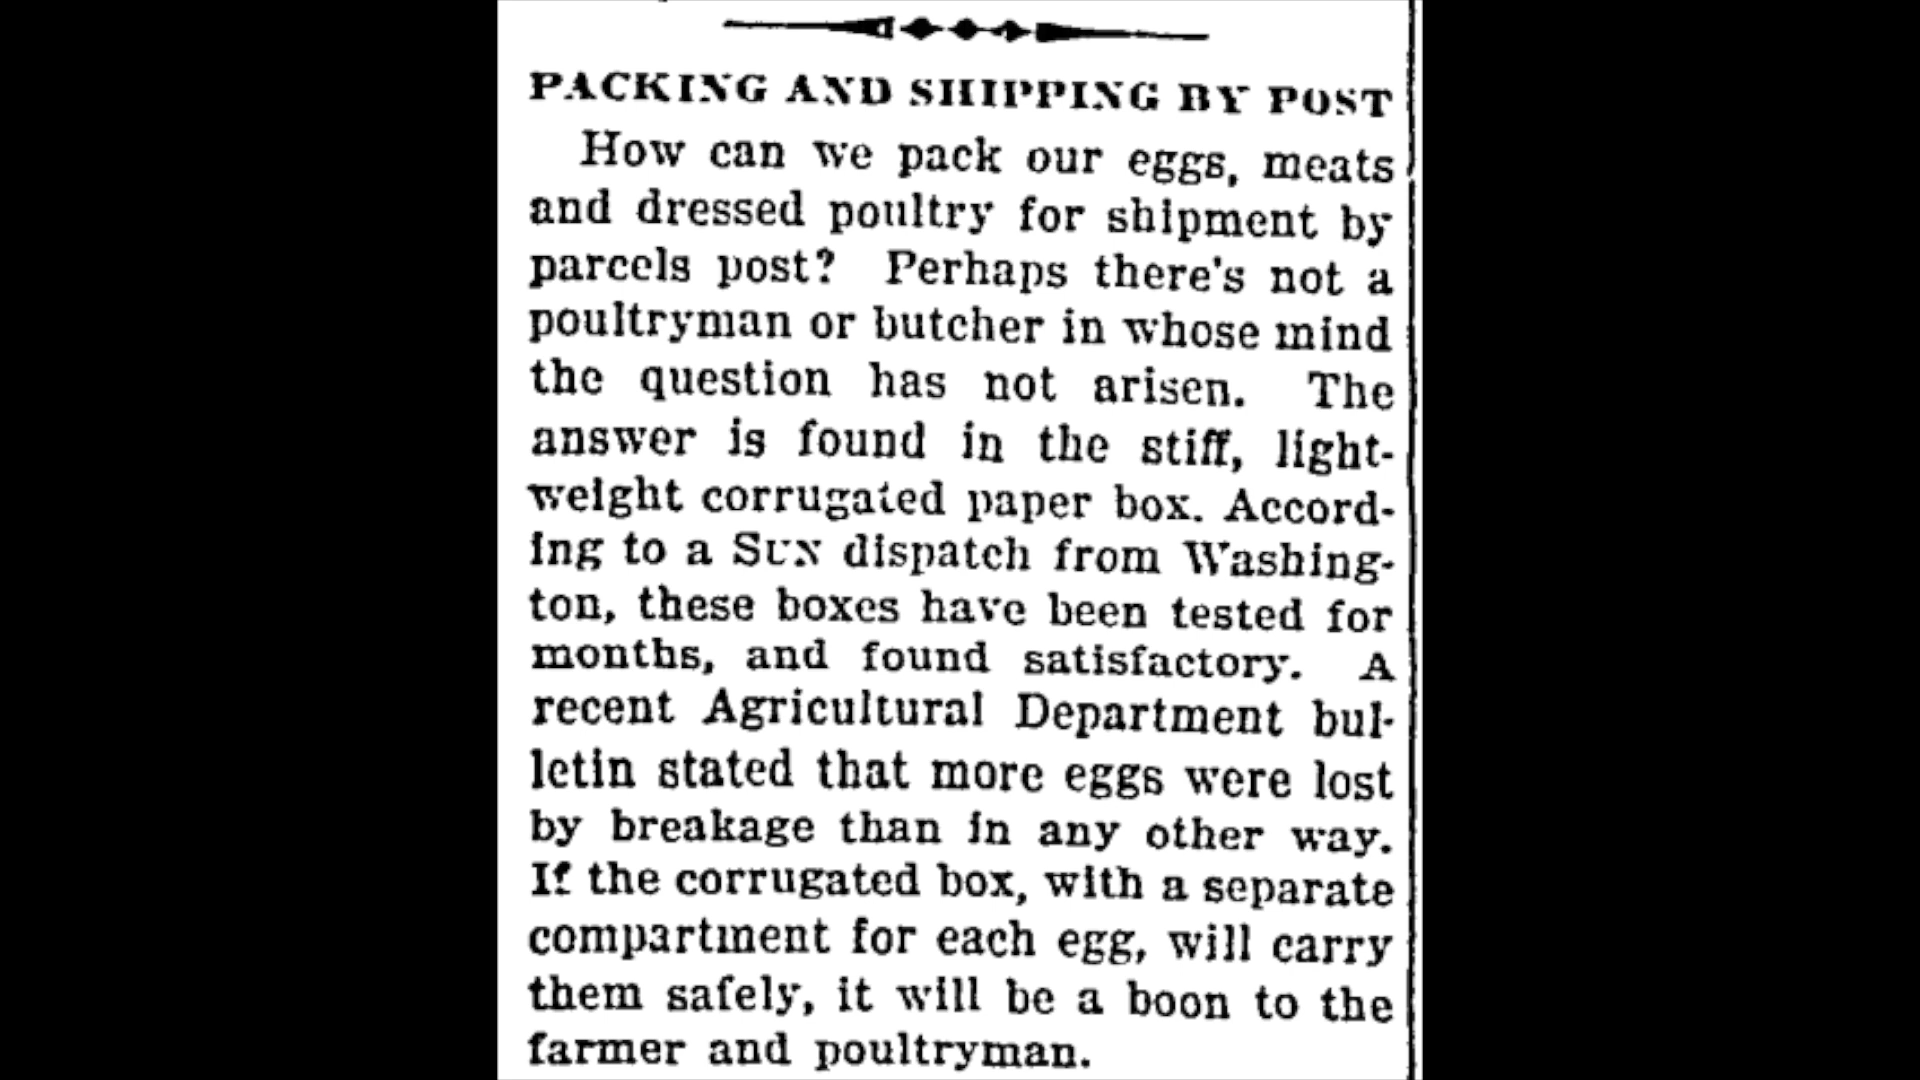 PACKING AND SHIPPING BY POST
How can we pack our eggs, meats
and dressed poultry for shipment by
parcels post? Perhaps there's not a
poultryman or butcher in whose mind
the question has not arisen. The
answer is found in the stiff, light-
weight corrugated paper box. Accord-
ing to a SUN dispatch from Washing-
ton, these boxes have been tested for
months, and found satisfactory. A
recent Agricultural Department bul-
letin stated that more eggs were lost
by breakage than in any other way.
If the corrugated box, with a separate
compartment for each egg, will carry
them safely, it will be a boon to the
farmer and poultryman.